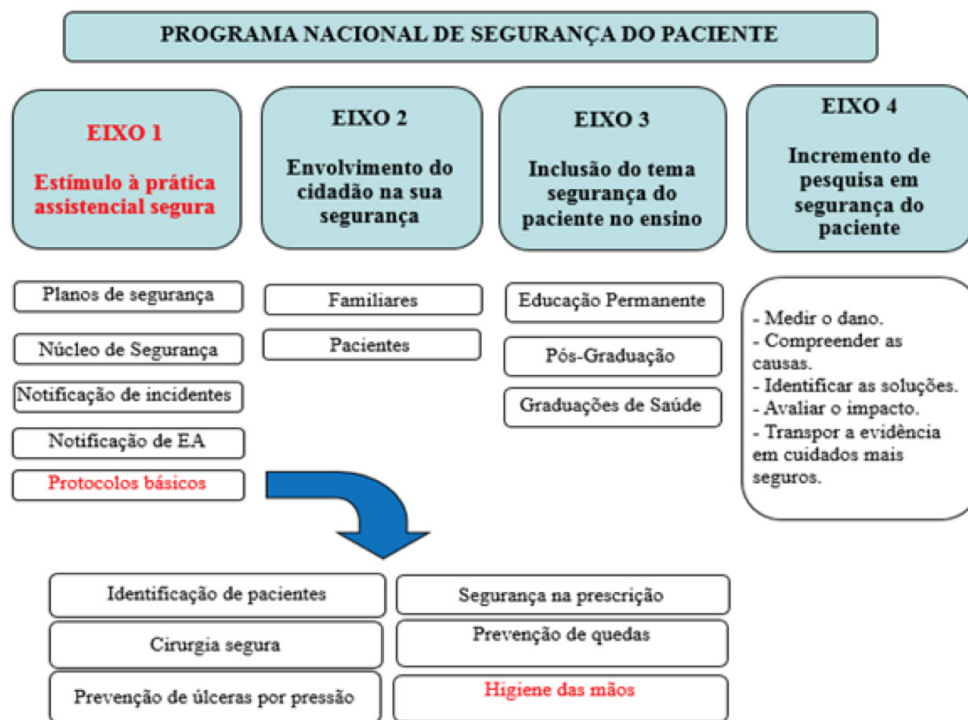 PROGRAMA NACIONAL DE SEGURANÇA DO PACIENTE
EIXO 1
Estímulo à prática
assistencial segura
EIXO 2
Envolvimento do
cidadão na sua
segurança
EIXO 3
Inclusão do tema
segurança do
paciente no ensino
EIXO 4
Incremento de
pesquisa em
segurança do
paciente
Planos de segurança
Núcleo de Segurança
Notificação de incidentes
Notificação de EA
Protocolos básicos
Familiares
Pacientes
Educação Permanente
Pós-Graduação
Graduações de Saúde
- Medir o dano.
- Compreender as
causas.
- Identificar as soluções.
- Avaliar o impacto.
- Transpor a evidência
em cuidados mais
seguros.
Identificação de pacientes
Cirurgia segura
Prevenção de úlceras por pressão
Segurança na prescrição
Prevenção de quedas
Higiene das mãos